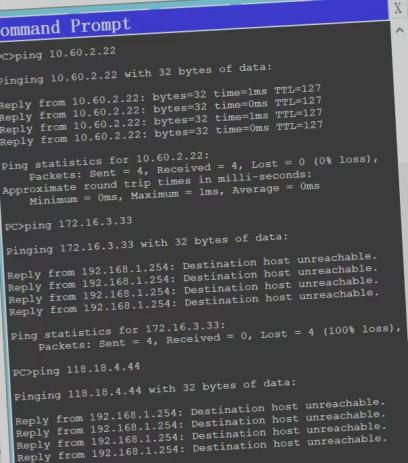 ommand Prompt
X
PC>ping 10.60.2.22
Pinging 10.60.2.22 with 32 bytes of data:
Reply from 10.60.2.22: bytes=32 time=1ms TTL=127
Reply from 10.60.2.22: bytes=32 time=0ms TTL=127
Reply from 10.60.2.22: bytes=32 time=1ms TTL=127
Reply from 10.60.2.22: bytes=32 time=0ms TTL=127
Ping statistics for 10.60.2.22:
Packets: Sent = 4, Received = 4, Lost = 0 (0% loss),
Approximate round trip times in milli-seconds:
Minimum = 0ms, Maximum = 1ms, Average = 0ms
PC>ping 172.16.3.33
Pinging 172.16.3.33 with 32 bytes of data:
Reply from 192.168.1.254: Destination host unreachable.
Reply from 192.168.1.254: Destination host unreachable.
Reply from 192.168.1.254: Destination host unreachable.
Reply from 192.168.1.254: Destination host unreachable.
Ping statistics for 172.16.3.33:
Packets: Sent = 4, Received = 0, Lost = 4 (100% loss),
PC>ping 118.18.4.44
Pinging 118.18.4.44 with 32 bytes of data:
Reply from 192.168.1.254: Destination host unreachable.
Reply from 192.168.1.254: Destination host unreachable.
Reply from 192.168.1.254: Destination host unreachable.
Reply from 192.168.1.254: Destination host unreachable.